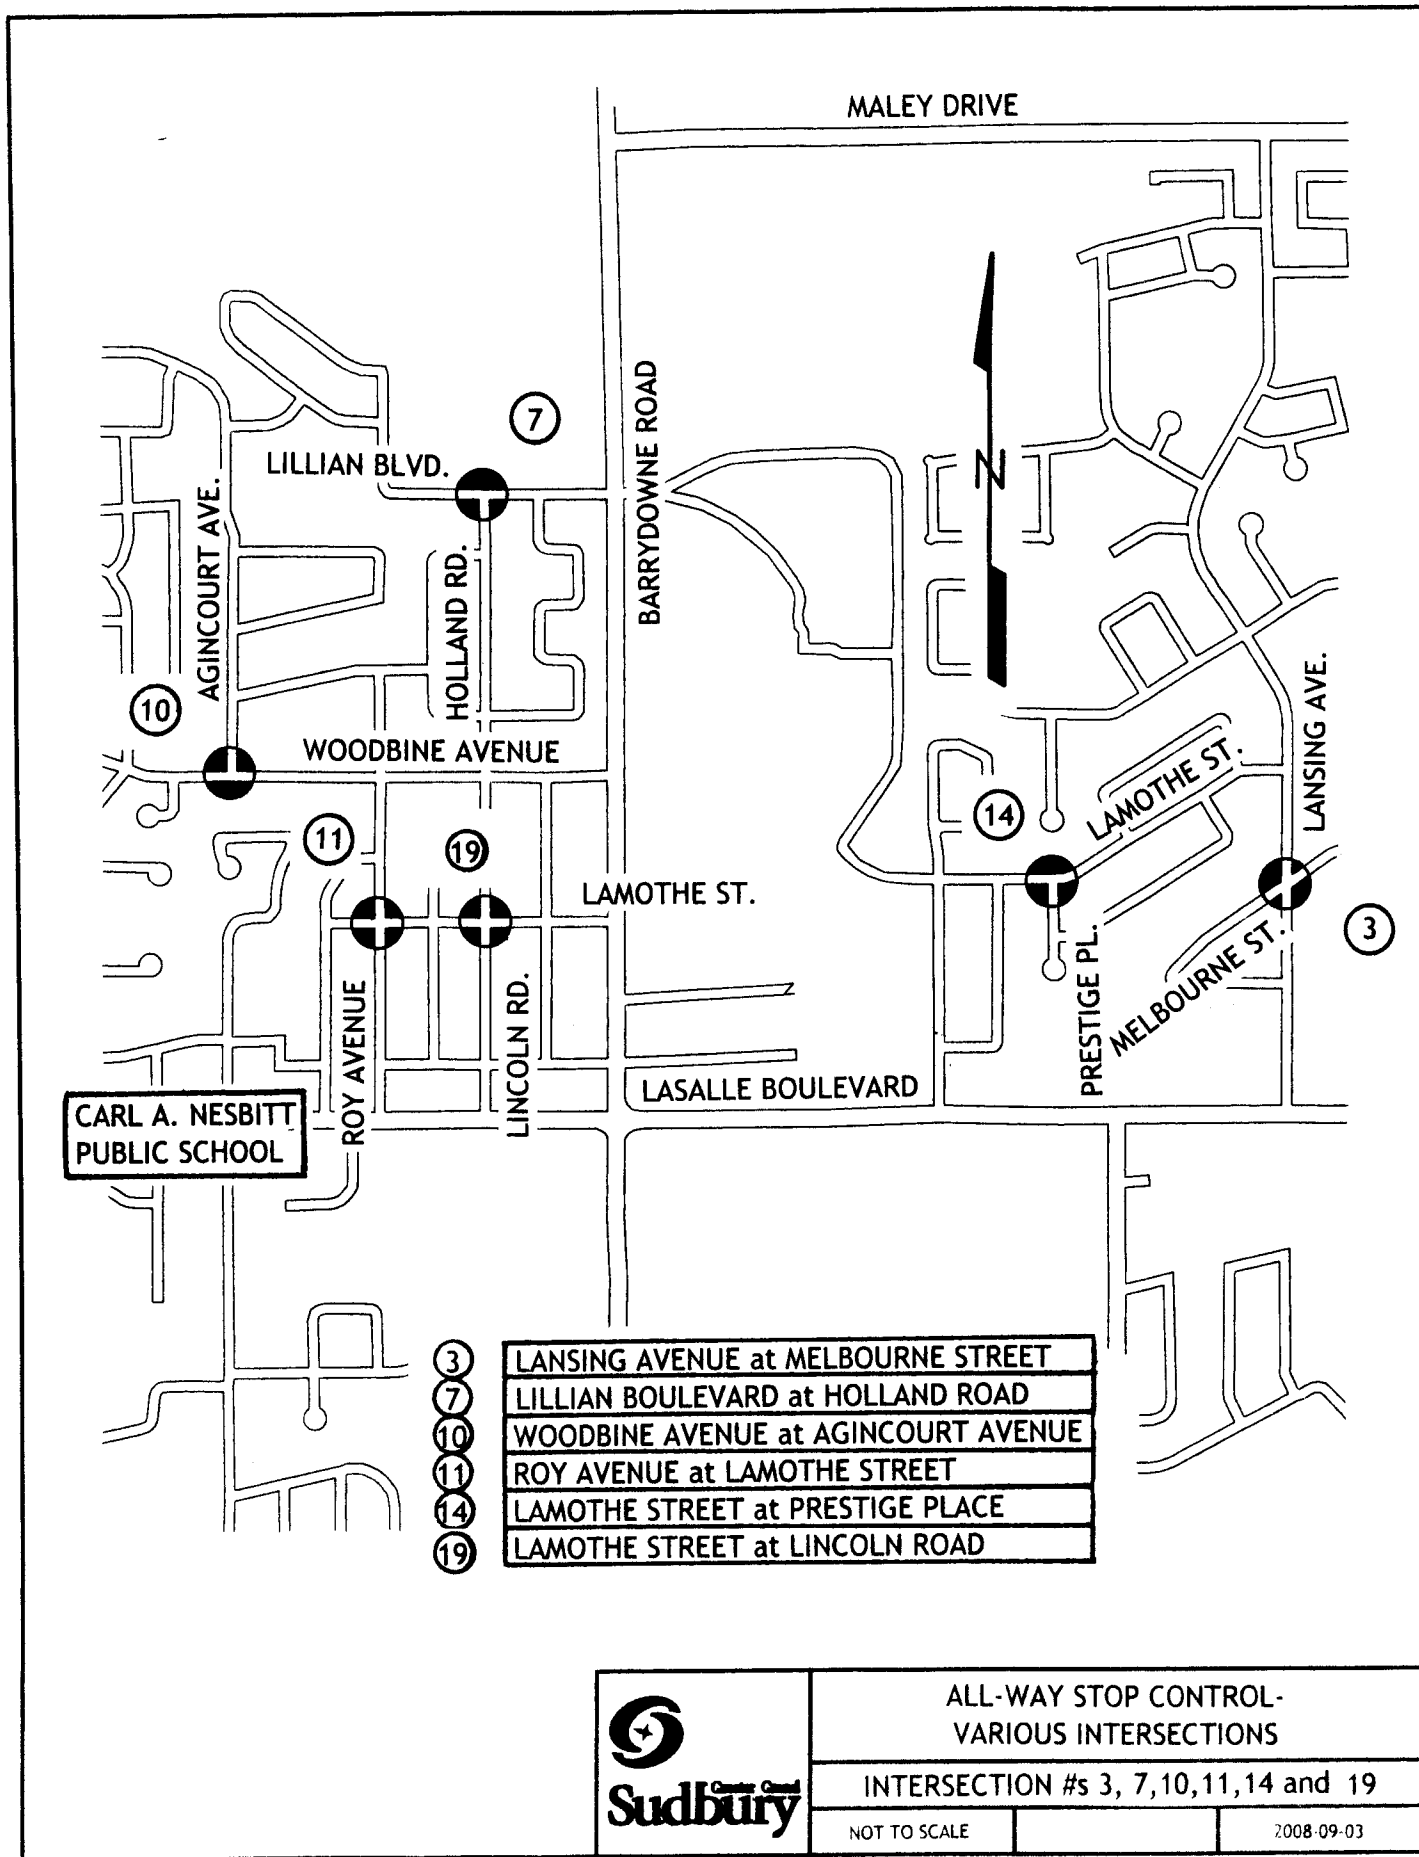 MALEY DRIVE
BARRYDOWNE ROAD
7
LILLIAN BLVD.
N
AGINCOURT AVE.
HOLLAND RD.
10
WOODBINE AVENUE
LANSING AVE.
LAMOTHE ST.
14
11
19
LAMOTHE ST.
3
MELBOURNE ST.
PRESTIGE PL.
ROY AVENUE
LINCOLN RD.
LASALLE BOULEVARD
CARL A. NESBITT
PUBLIC SCHOOL
3 LANSING AVENUE at MELBOURNE STREET
7 LILLIAN BOULEVARD at HOLLAND ROAD
10 WOODBINE AVENUE at AGINCOURT AVENUE
11 ROY AVENUE at LAMOTHE STREET
14 LAMOTHE STREET at PRESTIGE PLACE
19 LAMOTHE STREET at LINCOLN ROAD
Greater Grand
Sudbury
ALL-WAY STOP CONTROL-
VARIOUS INTERSECTIONS
INTERSECTION #s 3, 7,10,11,14 and 19
NOT TO SCALE
2008-09-03